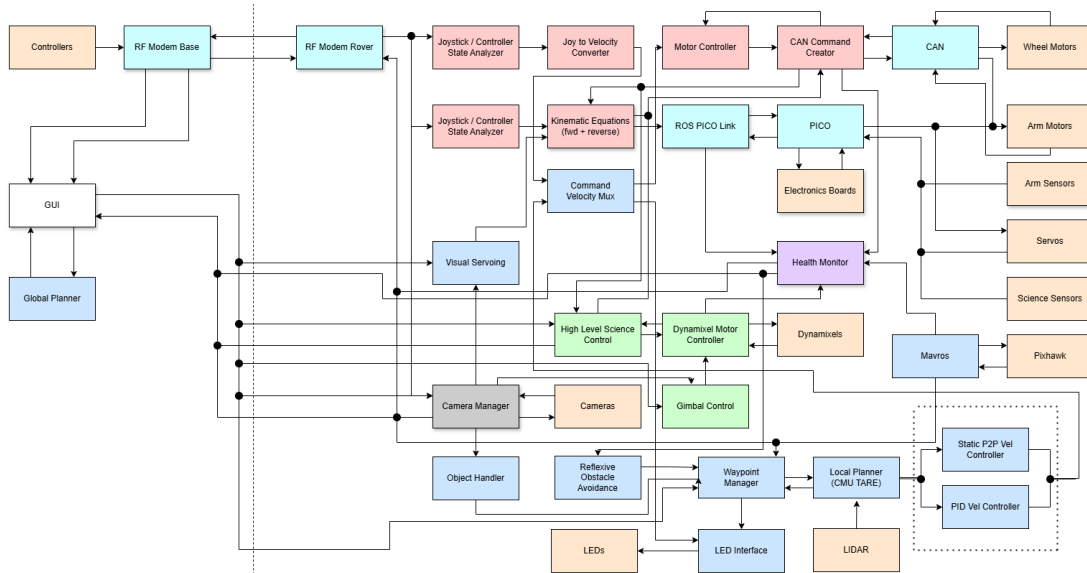 Controllers
RF Modem Base
RF Modem Rover
Joystick / Controller
State Analyzer
Joy to Velocity
Converter
Motor Controller
CAN Command
Creator
CAN
Wheel Motors
Joystick / Controller
State Analyzer
Kinematic Equations
(fwd + reverse)
ROS PICO Link
PICO
Arm Motors
GUI
Command
Velocity Mux
Electronics Boards
Arm Sensors
Visual Servoing
Health Monitor
Servos
Global Planner
Science Sensors
High Level Science
Control
Dynamixel Motor
Controller
Dynamixels
Mavros
Pixhawk
Camera Manager
Cameras
Gimbal Control
Static P2P Vel
Controller
Object Handler
Reflexive
Obstacle
Avoidance
Waypoint
Manager
Local Planner
(CMU TARE)
PID Vel Controller
LEDs
LED Interface
LIDAR